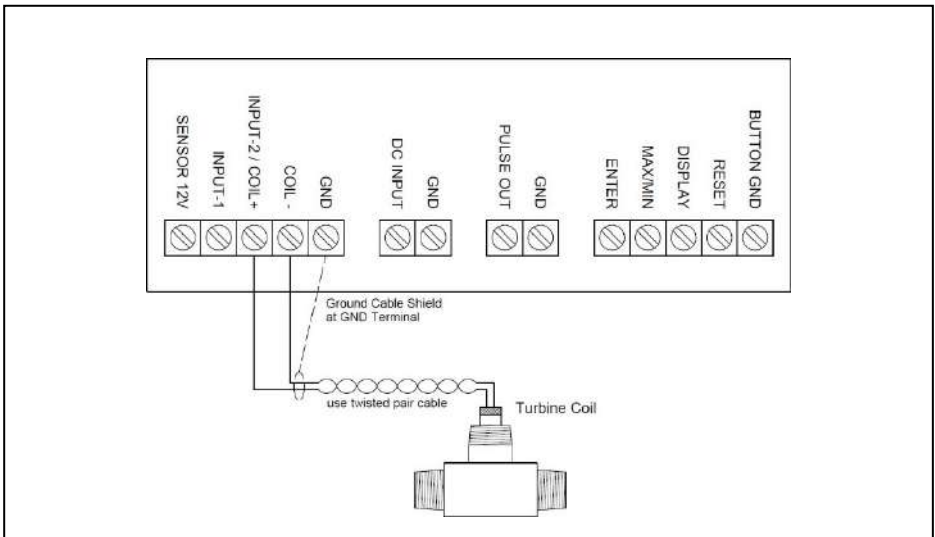 SENSOR 12V
INPUT-1
INPUT-2 / COIL+
COIL -
GND
DC INPUT
GND
PULSE OUT
GND
ENTER
MAX/MIN
DISPLAY
RESET
BUTTON GND
Ground Cable Shield
at GND Terminal
use twisted pair cable
Turbine Coil